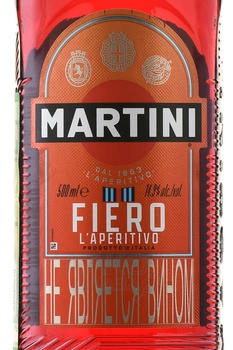 MARTINI
DAL 1863
L'APERITIVO
500 ml e 14.9% alc./vol.
FIERO
L'APERITIVO
PRODOTTO IN ITALIA
НЕ ЯВЛЯЕТСЯ ВИНОМ